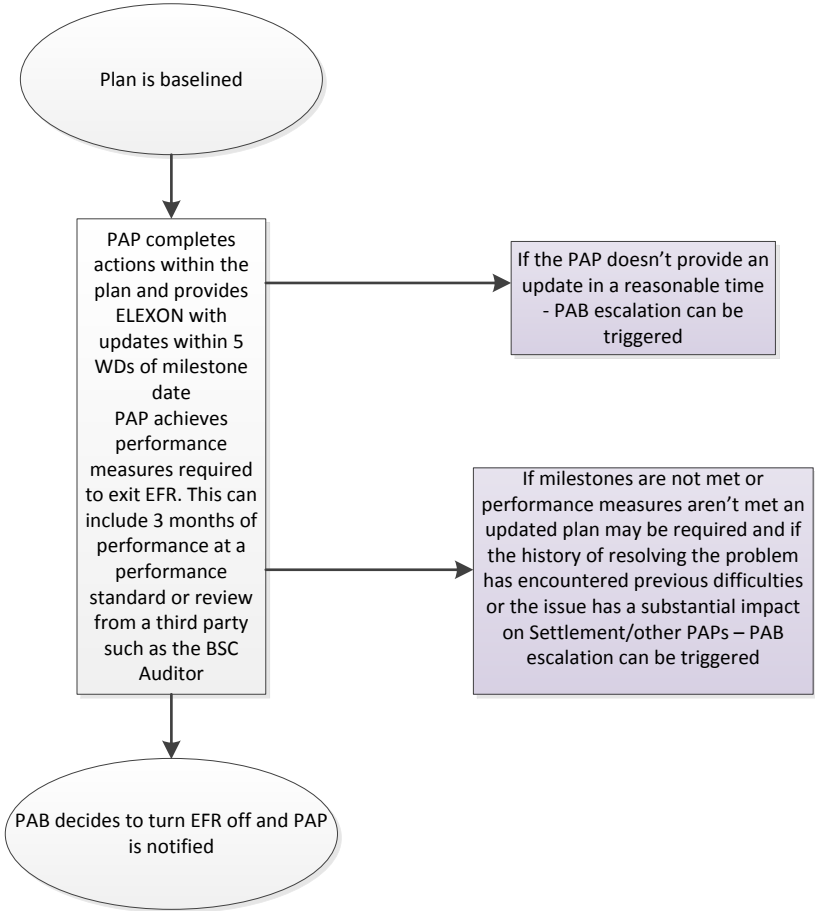 Plan is baselined
PAP completes
actions within the
plan and provides
ELEXON with
updates within 5
WDs of milestone
date
PAP achieves
performance
measures required
to exit EFR. This can
include 3 months of
performance at a
performance
standard or review
from a third party
such as the BSC
Auditor
If the PAP doesn’t provide an
update in a reasonable time
- PAB escalation can be
triggered
If milestones are not met or
performance measures aren’t met an
updated plan may be required and if
the history of resolving the problem
has encountered previous difficulties
or the issue has a substantial impact
on Settlement/other PAPs – PAB
escalation can be triggered
PAB decides to turn EFR off and PAP
is notified